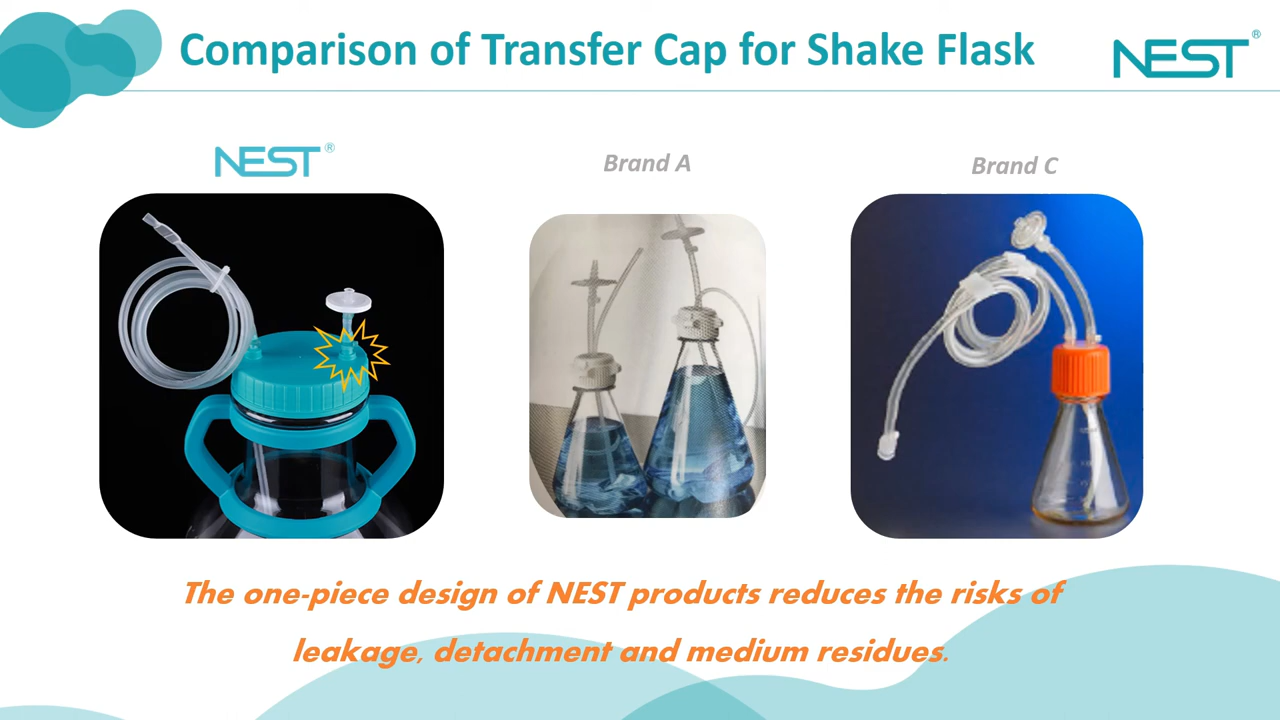 Comparison of Transfer Cap for Shake Flask
NEST®
NEST®
Brand A
Brand C
The one-piece design of NEST products reduces the risks of
leakage, detachment and medium residues.